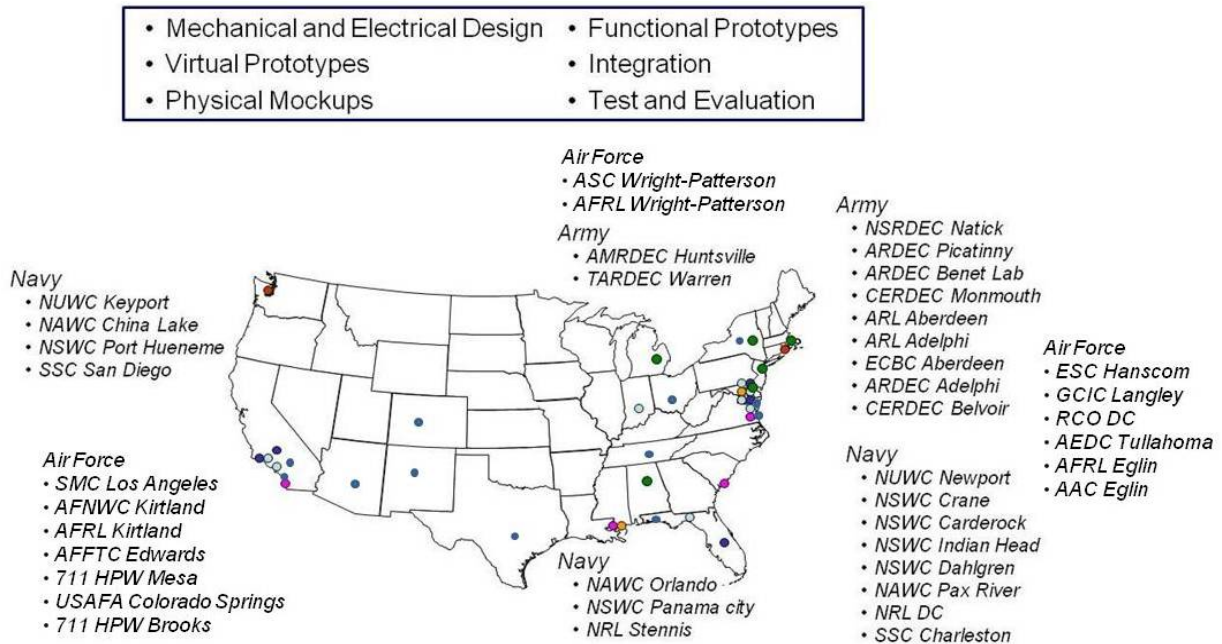 • Mechanical and Electrical Design
• Virtual Prototypes
• Physical Mockups
• Functional Prototypes
• Integration
• Test and Evaluation
Air Force
• ASC Wright-Patterson
• AFRL Wright-Patterson
Army
• AMRDEC Huntsville
• TARDEC Warren
Army
• NSRDEC Natick
• ARDEC Picatinny
• ARDEC Benet Lab
• CERDEC Monmouth
• ARL Aberdeen
• ARL Adelphi
• ECBC Aberdeen
• ARDEC Adelphi
• CERDEC Belvoir
Navy
• NUWC Keyport
• NAWC China Lake
• NSWC Port Hueneme
• SSC San Diego
Air Force
• ESC Hanscom
• GCIC Langley
• RCO DC
• AEDC Tullahoma
• AFRL Eglin
• AAC Eglin
Air Force
• SMC Los Angeles
• AFNWC Kirtland
• AFRL Kirtland
• AFFTC Edwards
• 711 HPW Mesa
• USAFA Colorado Springs
• 711 HPW Brooks
Navy
• NAWC Orlando
• NSWC Panama city
• NRL Stennis
Navy
• NUWC Newport
• NSWC Crane
• NSWC Carderock
• NSWC Indian Head
• NSWC Dahlgren
• NAWC Pax River
• NRL DC
• SSC Charleston